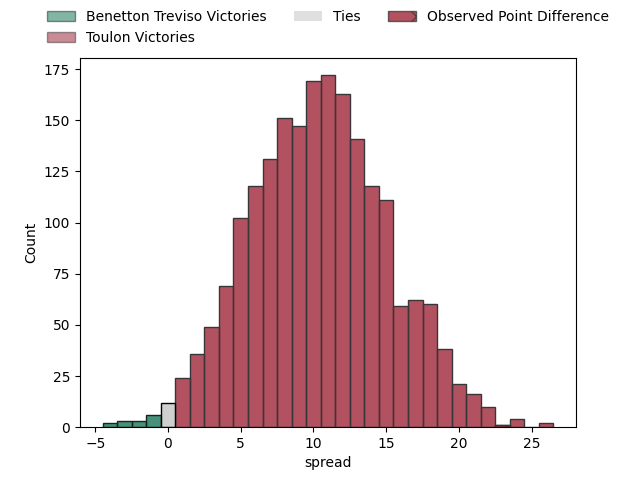 Benetton Treviso Victories
Ties
Observed Point Difference
Toulon Victories
175
150
125
100
75
50
25
0
Count
−5
0
5
10
15
20
25
spread